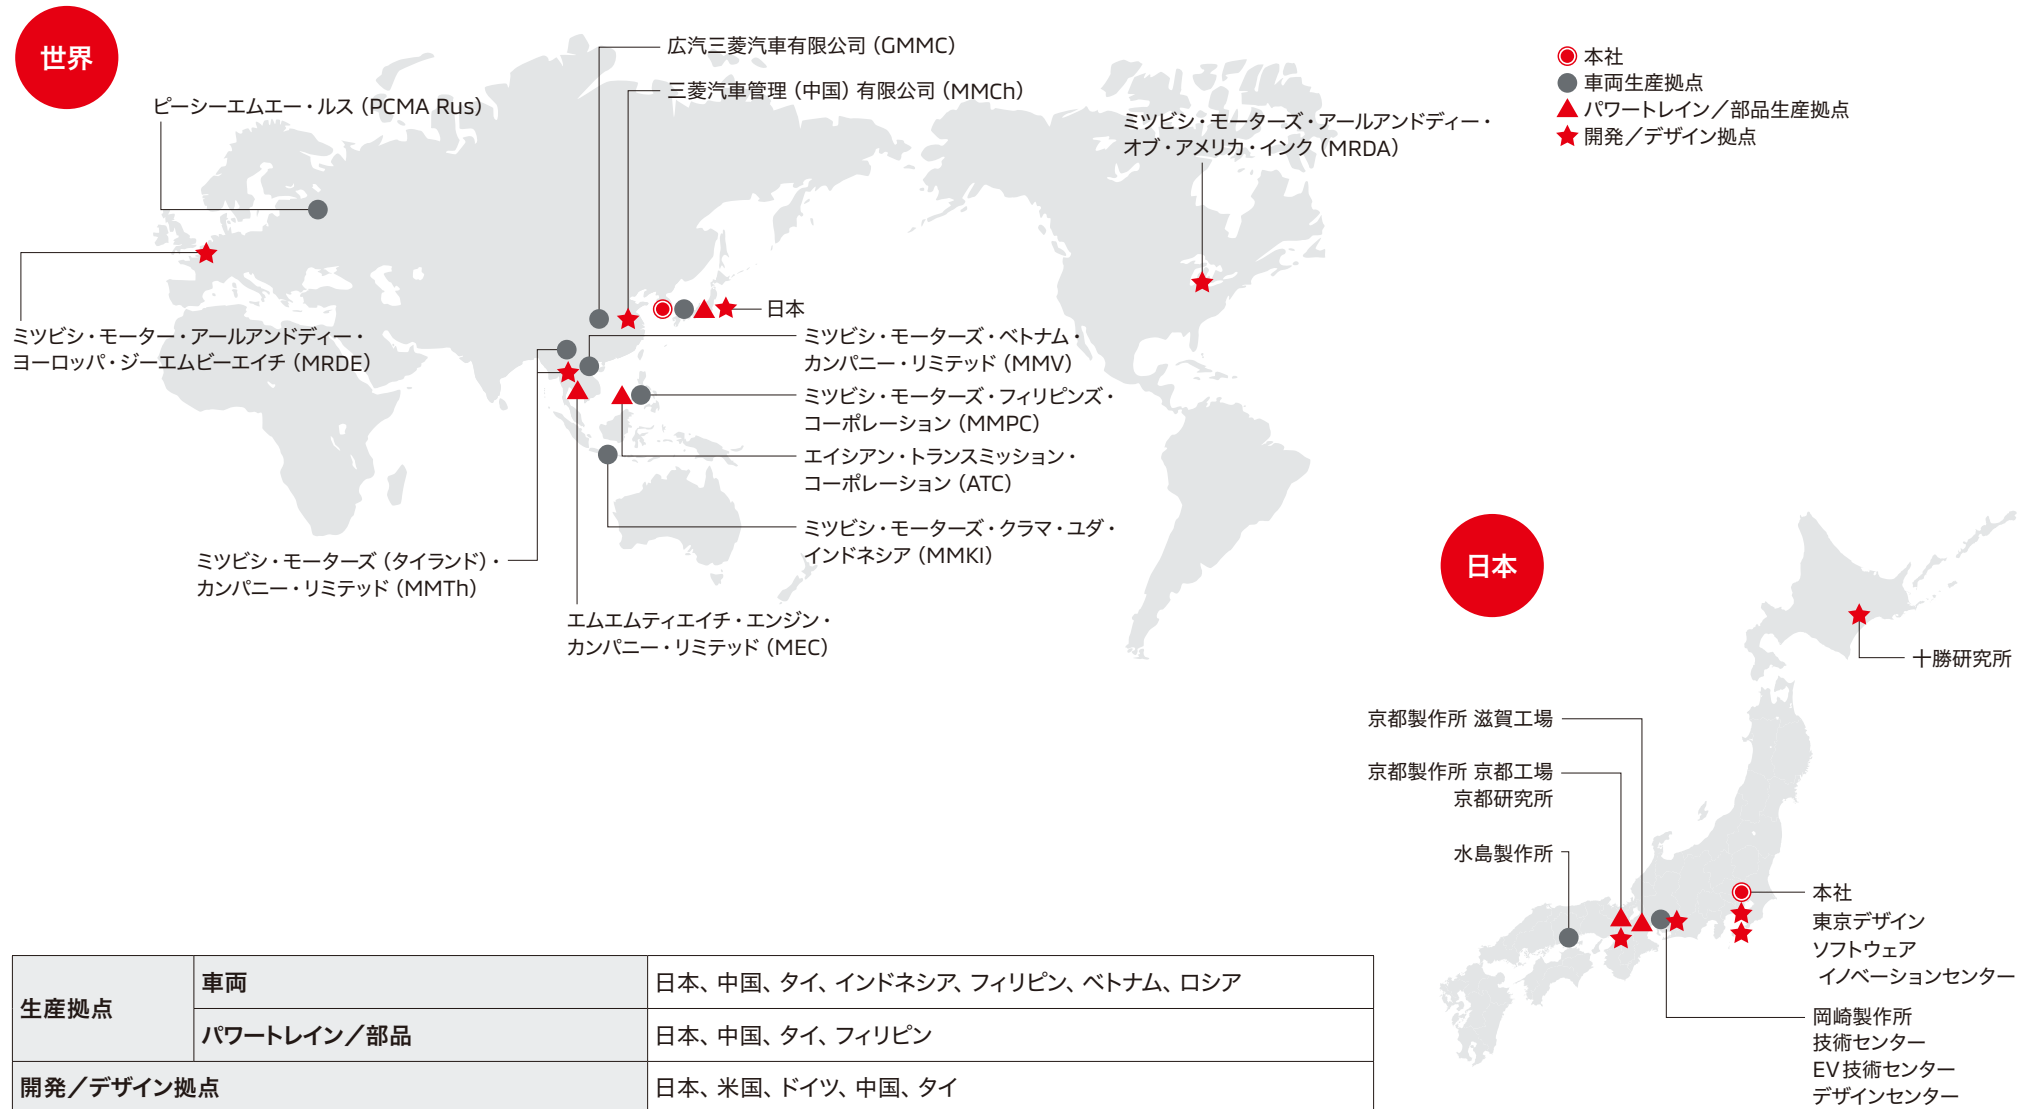 世界
広汽三菱汽車有限公司（GMMC）
三菱汽車管理（中国）有限公司（MMCh）
ピーシーエムエー・ルス（PCMA Rus）
ミツビシ・モーターズ・アールアンドディー・
オブ・アメリカ・インク（MRDA）
本社
車両生産拠点
パワートレイン／部品生産拠点
開発／デザイン拠点
日本
ミツビシ・モーター・アールアンドディー・
ヨーロッパ・ジーエムビーエイチ（MRDE）
ミツビシ・モーターズ・ベトナム・
カンパニー・リミテッド（MMV）
ミツビシ・モーターズ・フィリピンズ・
コーポレーション（MMPC）
エイシアン・トランスミッション・
コーポレーション（ATC）
ミツビシ・モーターズ・クラマ・ユダ・
インドネシア（MMKI）
ミツビシ・モーターズ（タイランド）・
カンパニー・リミテッド（MMTh）
エムエムティエイチ・エンジン・
カンパニー・リミテッド（MEC）
日本
十勝研究所
京都製作所 滋賀工場
京都製作所 京都工場
京都研究所
水島製作所
本社
東京デザイン
ソフトウェア
イノベーションセンター
岡崎製作所
技術センター
EV技術センター
デザインセンター
生産拠点
車両
日本、中国、タイ、インドネシア、フィリピン、ベトナム、ロシア
パワートレイン／部品
日本、中国、タイ、フィリピン
開発／デザイン拠点
日本、米国、ドイツ、中国、タイ